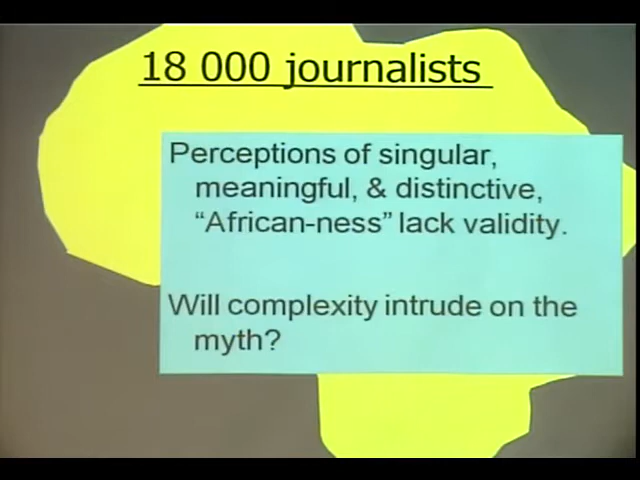 18 000 journalists
Perceptions of singular,
meaningful, & distinctive,
“African-ness” lack validity.
Will complexity intrude on the
myth?